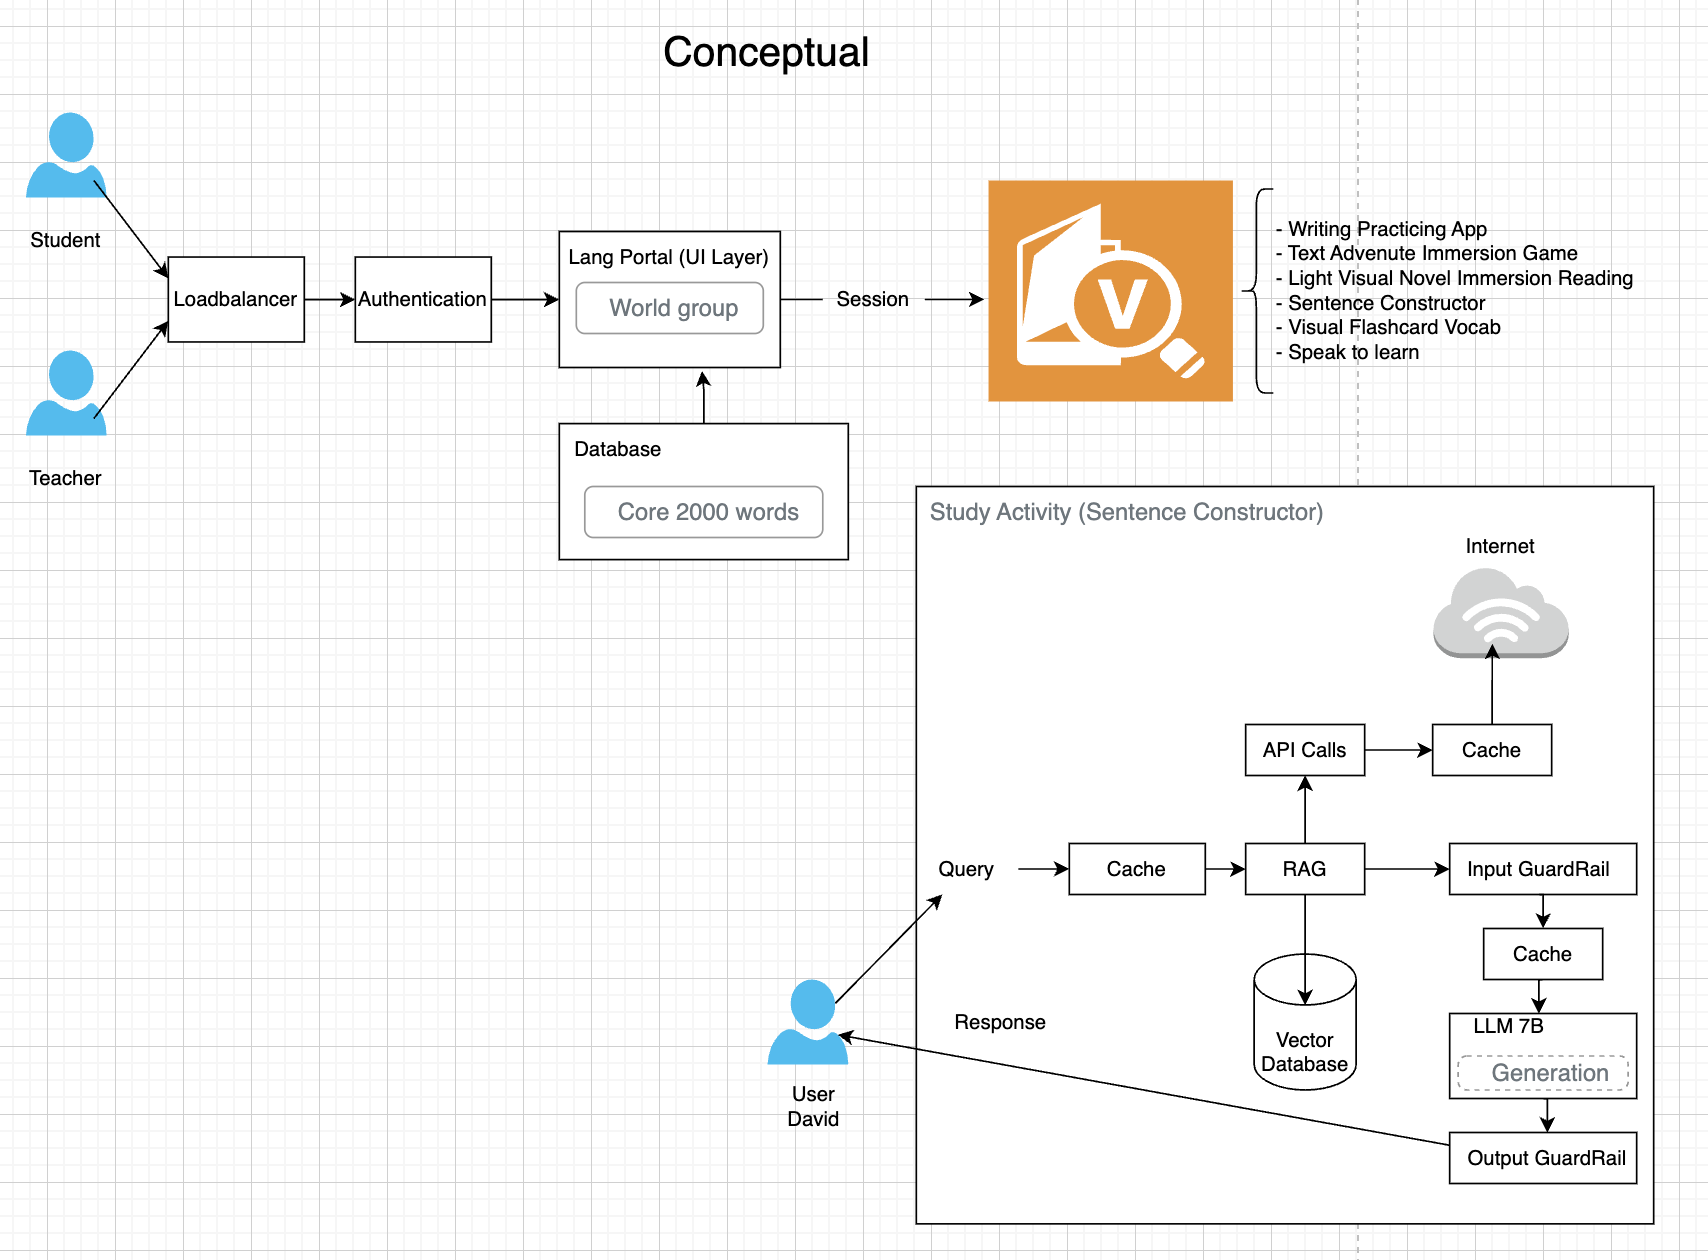 Conceptual
Student
Teacher
Loadbalancer
Authentication
Lang Portal (UI Layer)
World group
Session
V
- Writing Practicing App
- Text Advenute Immersion Game
- Light Visual Novel Immersion Reading
- Sentence Constructor
- Visual Flashcard Vocab
- Speak to learn
Database
Core 2000 words
Study Activity (Sentence Constructor)
Internet
API Calls
Cache
Query
Cache
RAG
Input GuardRail
Cache
Vector
Database
LLM 7B
Generation
Output GuardRail
Response
User
David